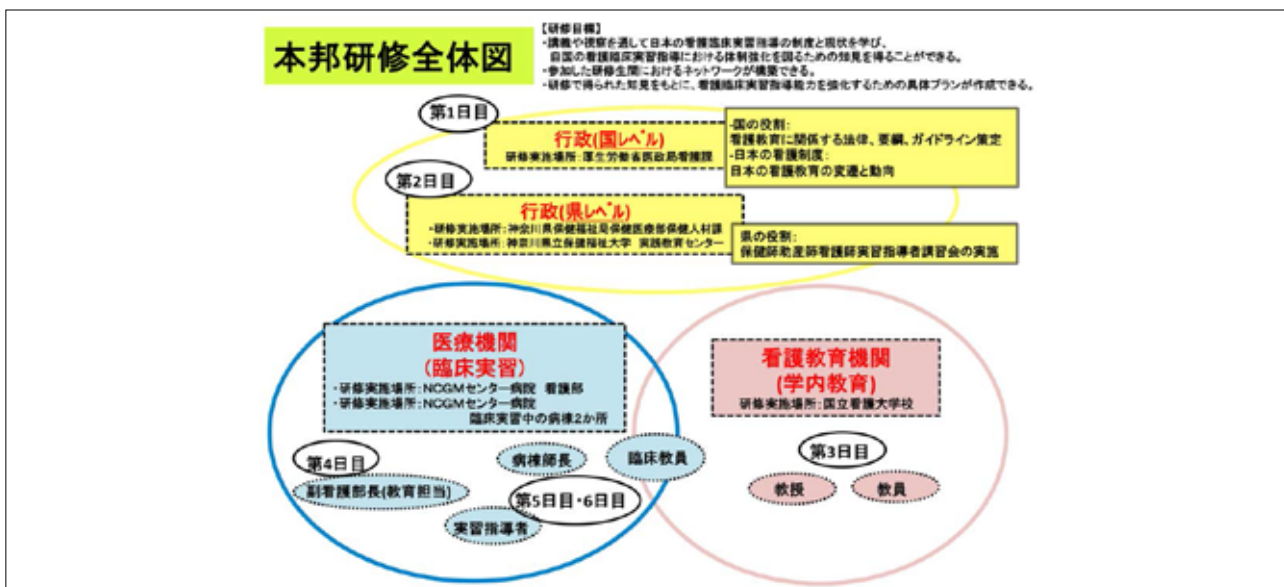 本邦研修全体図
【研修目標】
・講義や視察を通して日本の看護臨床実習指導の制度と現状を学び、
自国の看護臨床実習指導における体制強化を図るための知見を得ることができる。
・参加した研修生間におけるネットワークが構築できる。
・研修で得られた知見をもとに、看護臨床実習指導能力を強化するための具体プランが作成できる。
第1日目
行政(国レベル)
研修実施場所：厚生労働省医政局看護課
-国の役割：
看護教育に関係する法律、要綱、ガイドライン策定
-日本の看護制度：
日本の看護教育の変遷と動向
第2日目
行政(県レベル)
・研修実施場所：神奈川県保健福祉局保健医療部保健人材課
・研修実施場所：神奈川県立保健福祉大学 実践教育センター
県の役割：
保健師助産師看護師実習指導者講習会の実施
医療機関
(臨床実習)
・研修実施場所：NCGMセンター病院 看護部
・研修実施場所：NCGMセンター病院
臨床実習中の病棟2か所
看護教育機関
(学内教育)
研修実施場所：国立看護大学校
第4日目
副看護部長(教育担当)
病棟師長
臨床教員
第5日目・6日目
実習指導者
第3日目
教授
教員